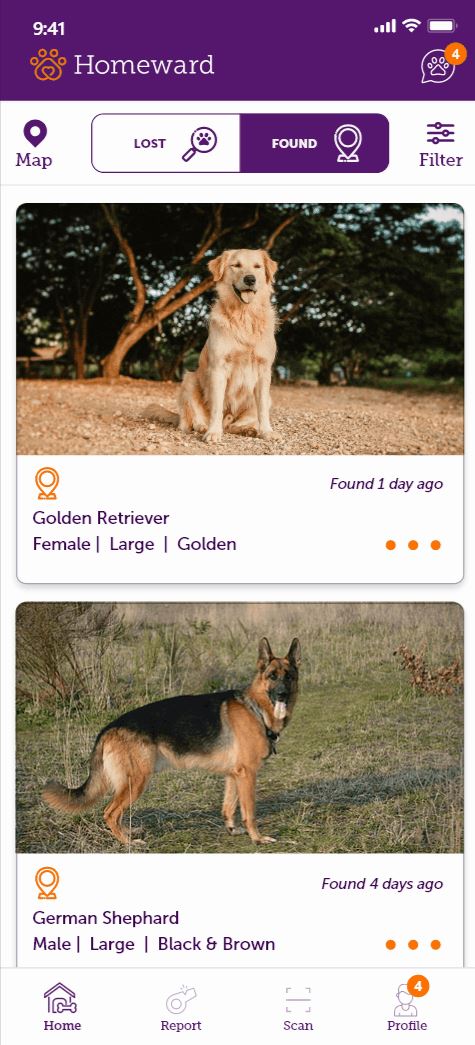 9:41
Homeward
4
Map
LOST
FOUND
Filter
Found 1 day ago
Golden Retriever
Female | Large | Golden
Found 4 days ago
German Shephard
Male | Large | Black & Brown
4
Home
Report
Scan
Profile